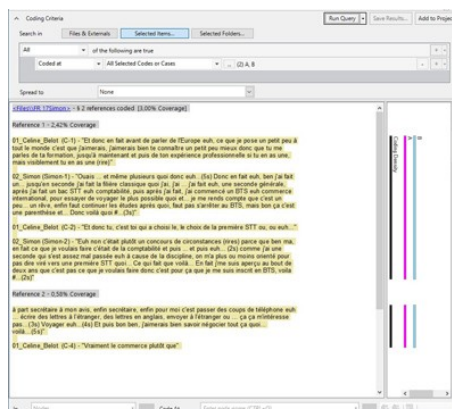 Coding Criteria
Run Query
Save Results...
Add to Projec
Search in
Files & Externals
Selected Items...
Selected Folders...
All
of the following are true
Coded at
All Selected Codes or Cases
...
(2) A, B
Spread to
None
<Files\\FR 17Simon> - § 2 references coded [3,00% Coverage]
Reference 1 - 2,42% Coverage
01_Celine_Belot (C-1) - "Et donc en fait avant de parler de l'Europe euh, ce que je pose un petit peu à
tout le monde c'est que j'aimerais, j'aimerais bien te connaître un petit peu mieux donc que tu me
parles de ta formation, jusqu'à maintenant et puis de ton expérience professionnelle si tu en as une,
mais visiblement tu en as une (rire)"
02_Simon (Simon-1) - "Ouais ... et même plusieurs quoi donc euh. (5s) Donc en fait euh, ben j'ai fait
un... jusqu'en seconde j'ai fait la filière classique quoi j'ai, j'ai ... j'ai fait euh, une seconde générale,
après j'ai fait un bac STT euh comptabilité, puis après j'ai fait, j'ai commencé un BTS euh commerce
international, pour essayer de voyager le plus possible quoi et... je me rends compte que c'est un
peu... un rêve, enfin faut continuer les études après quoi, faut pas s'arrêter au BTS, mais bon ça c'est
une parenthèse et... Donc voilà quoi #...(3s)"
01_Celine_Belot (C-2) - "Et donc tu, c'est toi qui a choisi le, le choix de la première STT ou, ou euh..."
02_Simon (Simon-2) - "Euh non c'était plutôt un concours de circonstances (rires) parce que ben ma,
en fait ce que je voulais faire c'était de la comptabilité et puis ... et puis euh... (2s) comme j'ai une
seconde qui s'est assez mal passée euh à cause de la discipline, on m'a plus ou moins orienté pour
pas dire viré vers une première STT quoi... Ce qui fait que voilà... En fait j'me suis aperçu au bout de
deux ans que c'est pas ce que je voulais faire donc c'est pour ça que je me suis inscrit en BTS, voilà
#...(2s)"
Reference 2 - 0,58% Coverage
à part secrétaire à mon avis, enfin secrétaire, enfin pour moi c'est passer des coups de téléphone euh
... écrire des lettres à l'étranger, des lettres en anglais, envoyer à l'étranger ou ... ça ça m'intéresse
pas...(3s) Voyager euh...(4s) Et puis bon ben, j'aimerais bien savoir négocier tout ça quoi...
voilà...(5s)"
01_Celine_Belot (C-4) - "Vraiment le commerce plutôt que"
Coding Density
A
B
In
Nodes
Code At